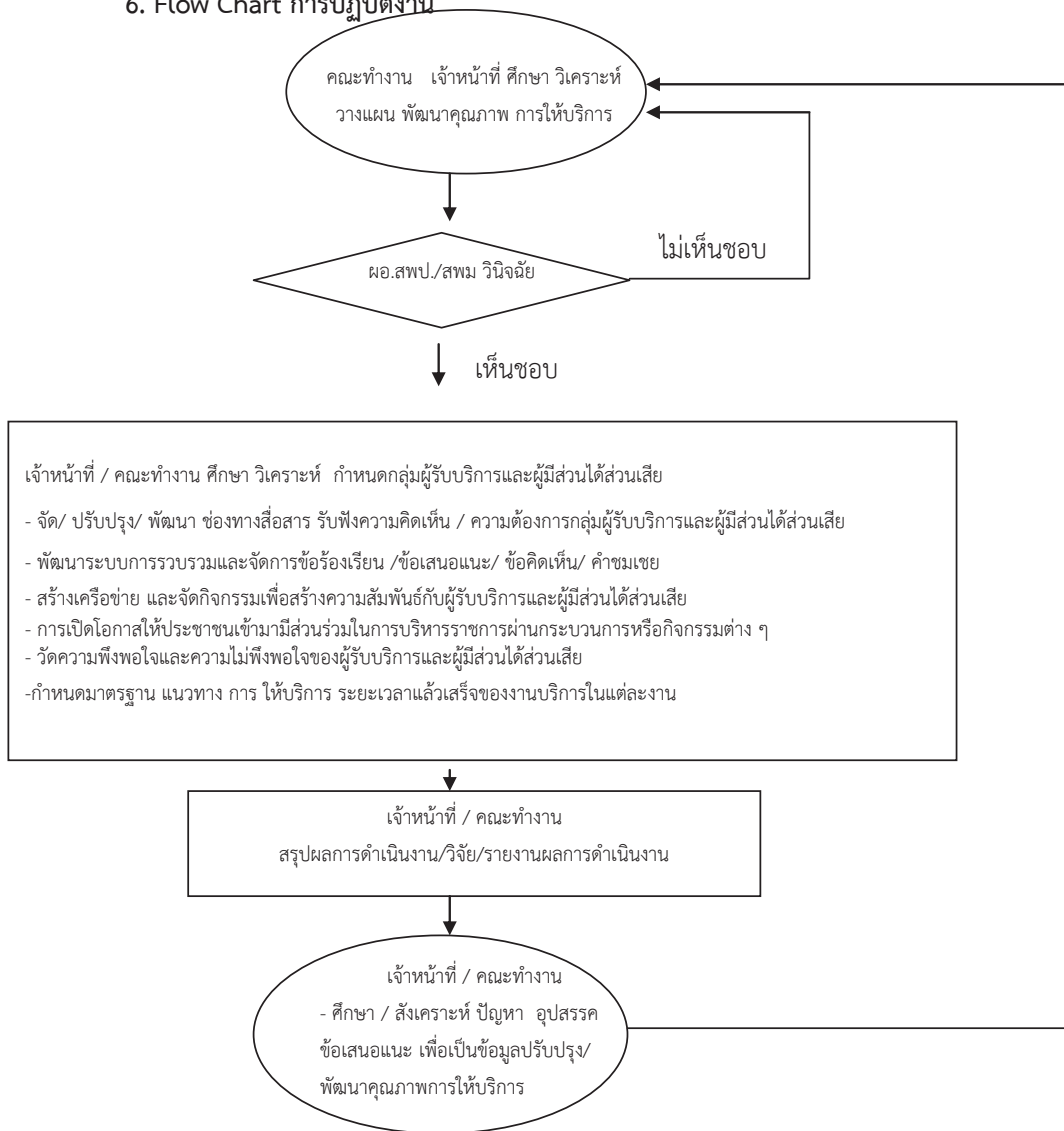 6. Flow Chart การปฏิบัติงาน
คณะทำงาน เจ้าหน้าที่ ศึกษา วิเคราะห์
วางแผน พัฒนาคุณภาพ การให้บริการ
ผอ.สพป./สพม วินิจฉัย
ไม่เห็นชอบ
เห็นชอบ
เจ้าหน้าที่ / คณะทำงาน ศึกษา วิเคราะห์ กำหนดกลุ่มผู้รับบริการและผู้มีส่วนได้ส่วนเสีย
- จัด/ ปรับปรุง/ พัฒนา ช่องทางสื่อสาร รับฟังความคิดเห็น / ความต้องการกลุ่มผู้รับบริการและผู้มีส่วนได้ส่วนเสีย
- พัฒนาระบบการรวบรวมและจัดการข้อร้องเรียน /ข้อเสนอแนะ/ ข้อคิดเห็น/ คำชมเชย
- สร้างเครือข่าย และจัดกิจกรรมเพื่อสร้างความสัมพันธ์กับผู้รับบริการและผู้มีส่วนได้ส่วนเสีย
- การเปิดโอกาสให้ประชาชนเข้ามามีส่วนร่วมในการบริหารราชการผ่านกระบวนการหรือกิจกรรมต่าง ๆ
- วัดความพึงพอใจและความไม่พึงพอใจของผู้รับบริการและผู้มีส่วนได้ส่วนเสีย
-กำหนดมาตรฐาน แนวทาง การ ให้บริการ ระยะเวลาแล้วเสร็จของงานบริการในแต่ละงาน
เจ้าหน้าที่ / คณะทำงาน
สรุปผลการดำเนินงาน/วิจัย/รายงานผลการดำเนินงาน
เจ้าหน้าที่ / คณะทำงาน
- ศึกษา / สังเคราะห์ ปัญหา อุปสรรค
ข้อเสนอแนะ เพื่อเป็นข้อมูลปรับปรุง/
พัฒนาคุณภาพการให้บริการ